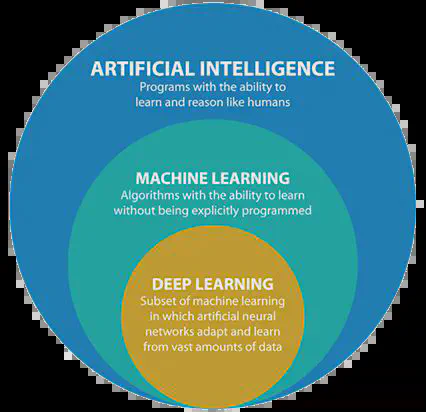 ARTIFICIAL INTELLIGENCE
Programs with the ability to
learn and reason like humans
MACHINE LEARNING
Algorithms with the ability to learn
without being explicitly programmed
DEEP LEARNING
Subset of machine learning
in which artificial neural
networks adapt and learn
from vast amounts of data